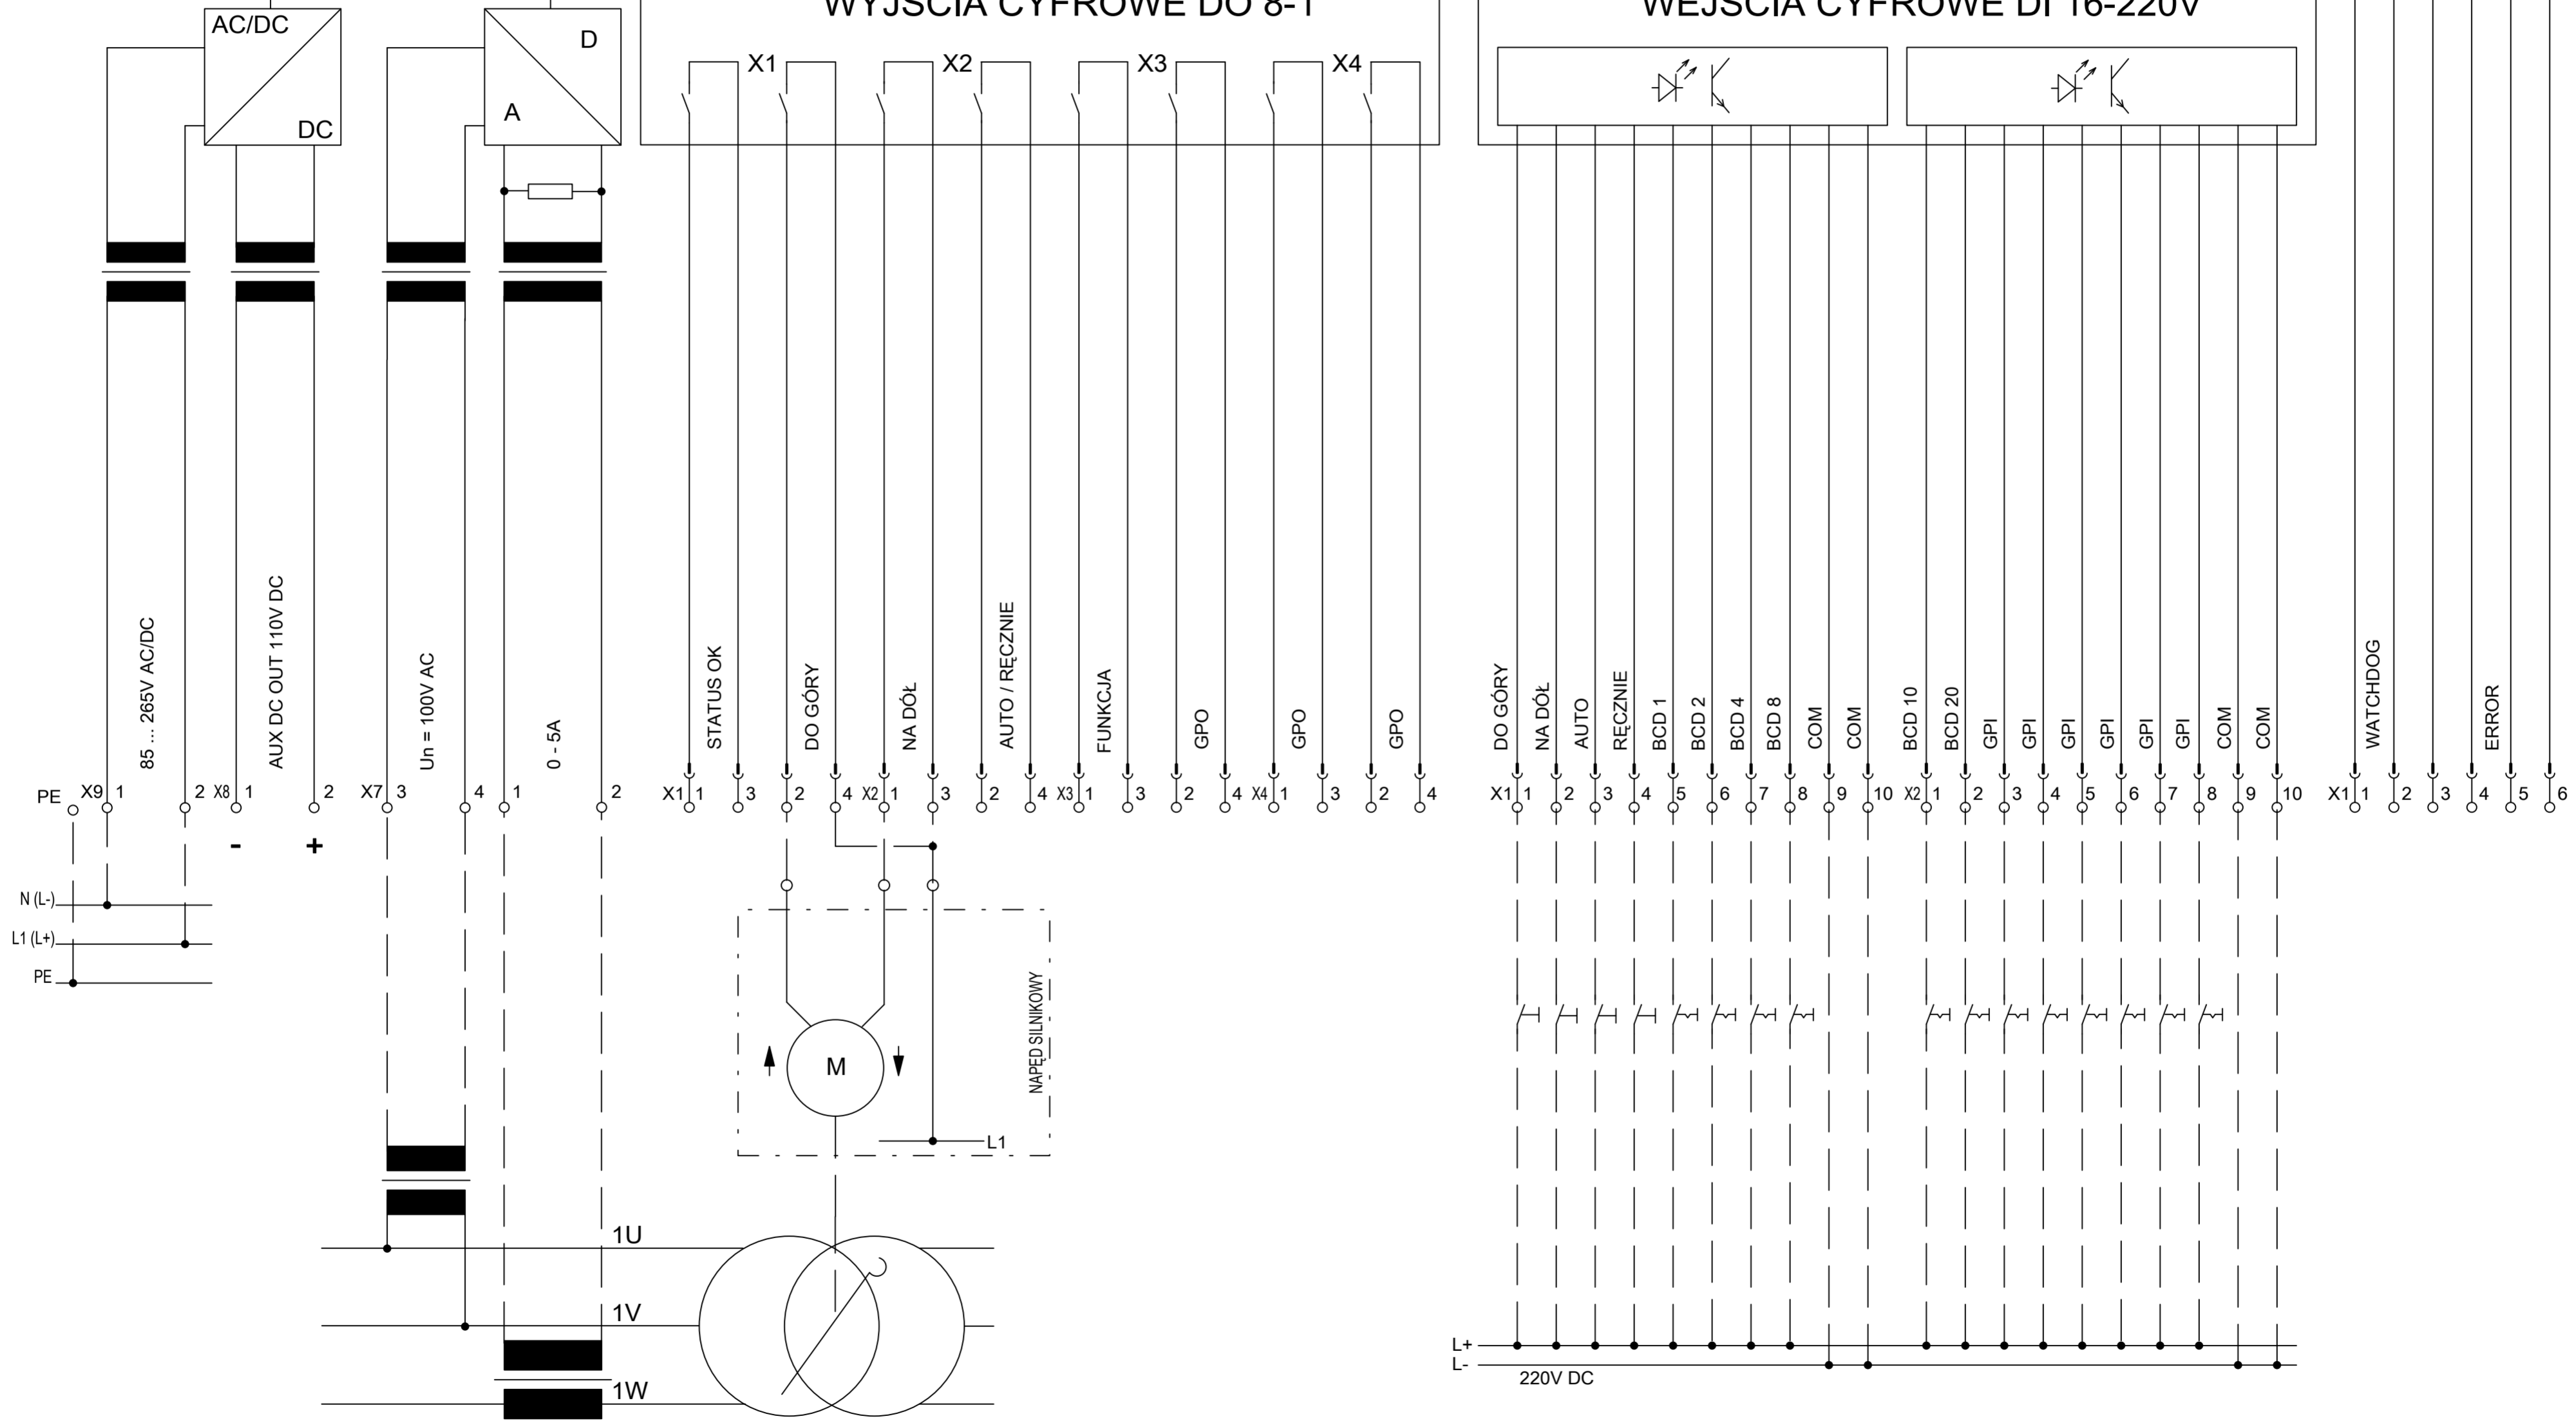 WYJŚCIA CYFROWE DO 8-1
WEJŚCIA CYFROWE DI 16-220V
AC/DC
DC
D
A
X1
X2
X3
X4
85 ... 265V AC/DC
AUX DC OUT 110V DC
Un = 100V AC
0 - 5A
STATUS OK
DO GÓRY
NA DÓŁ
AUTO / RĘCZNIE
FUNKCJA
GPO
GPO
GPO
DO GÓRY
NA DÓŁ
AUTO
RĘCZNIE
BCD 1
BCD 2
BCD 4
BCD 8
COM
COM
BCD 10
BCD 20
GPI
GPI
GPI
GPI
GPI
GPI
COM
COM
WATCHDOG
ERROR
PE X9 1 2 X8 1 2 X7 3 4 1 2
X1 1 3 2 4 X2 1 3 2 4 X3 1 3 2 4 X4 1 3 2 4
X1 1 2 3 4 5 6 7 8 9 10 X2 1 2 3 4 5 6 7 8 9 10
X1 1 2 3 4 5 6
- +
N (L-)
L1 (L+)
PE
NAPĘD SILNIKOWY
M
L1
1U
1V
1W
L+
L-
220V DC